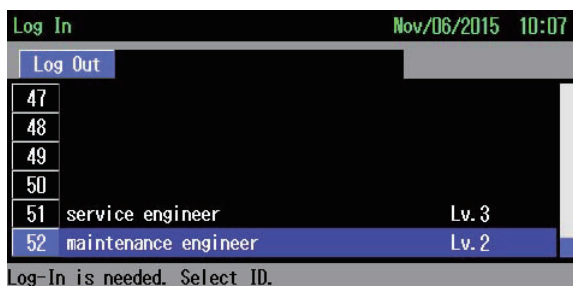 Log In Nov/06/2015 10:07
Log Out
47
48
49
50
51 service engineer Lv.3
52 maintenance engineer Lv.2
Log-In is needed. Select ID.